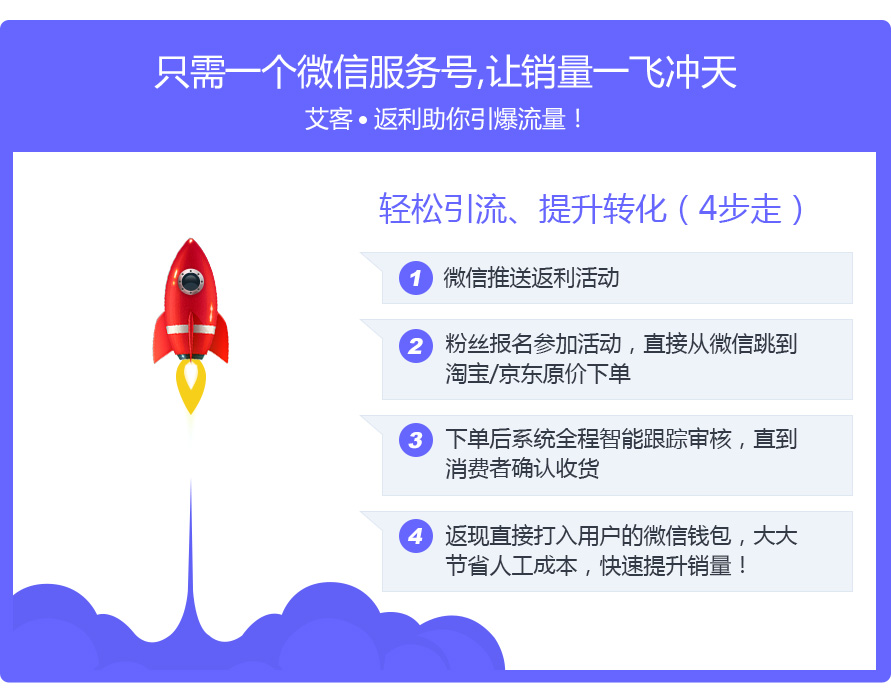 只需一个微信服务号,让销量一飞冲天
艾客•返利助你引爆流量！
轻松引流、提升转化（4步走）
1 微信推送返利活动
2 粉丝报名参加活动，直接从微信跳到
淘宝/京东原价下单
3 下单后系统全程智能跟踪审核，直到
消费者确认收货
4 返现直接打入用户的微信钱包，大大
节省人工成本，快速提升销量！